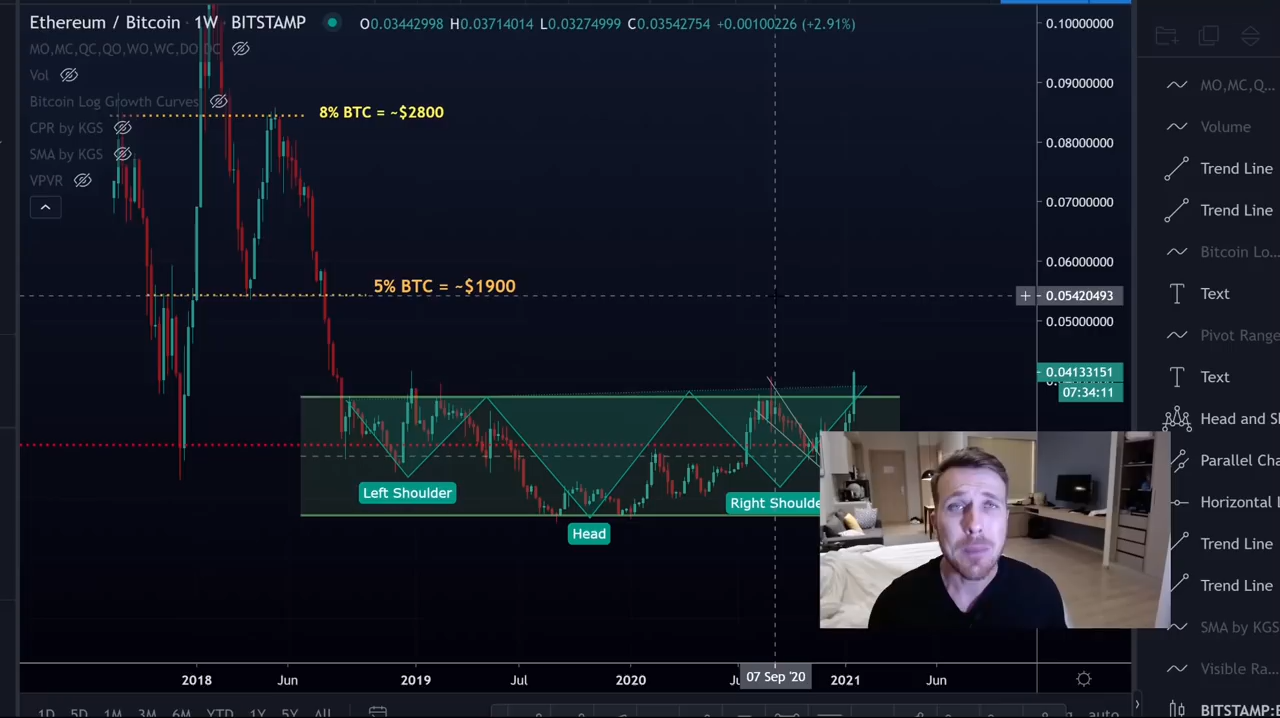 Ethereum / Bitcoin · 1W · BITSTAMP O0.03442998 H0.03714014 L0.03274999 C0.03542754 +0.00100226 (+2.91%)
MO,MC,QC,QO,WO,WC,DO,DC
Vol
Bitcoin Log Growth Curves
CPR by KGS
SMA by KGS
VPVR
8% BTC = ~$2800
5% BTC = ~$1900
Left Shoulder
Head
Right Shoulde
0.10000000
0.09000000
0.08000000
0.07000000
0.06000000
0.05420493
0.05000000
0.04133151
07:34:11
2018 Jun 2019 Jul 2020 Ju 07 Sep '20 2021 Jun
1D 5D 1M 3M 6M YTD 1Y 5Y All auto
MO,MC,Q...
Volume
Trend Line
Trend Line
Bitcoin Lo...
Text
Pivot Range
Text
Head and S
Parallel Cha
Horizontal
Trend Line
Trend Line
SMA by KGS
Visible Ra...
BITSTAMP:E